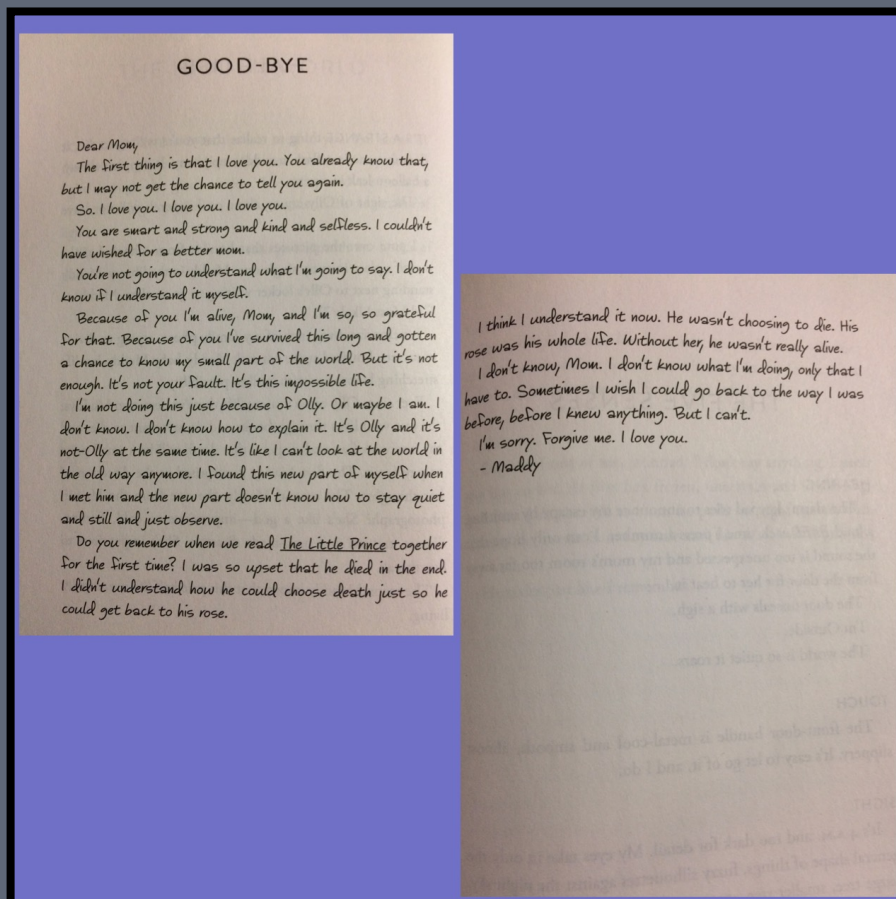 GOOD-BYE
Dear Mom,
The first thing is that I love you. You already know that,
but I may not get the chance to tell you again.
So. I love you. I love you. I love you.
You are smart and strong and kind and selfless. I couldn't
have wished for a better mom.
You're not going to understand what I'm going to say. I don't
know if I understand it myself.
Because of you I'm alive, Mom, and I'm so, so grateful
for that. Because of you I've survived this long and gotten
a chance to know my small part of the world. But it's not
enough. It's not your fault. It's this impossible life.
I'm not doing this just because of Olly. Or maybe I am. I
don't know. I don't know how to explain it. It's Olly and it's
not-Olly at the same time. It's like I can't look at the world in
the old way anymore. I found this new part of myself when
I met him and the new part doesn't know how to stay quiet
and still and just observe.
Do you remember when we read The Little Prince together
for the first time? I was so upset that he died in the end.
I didn't understand how he could choose death just so he
could get back to his rose.
I think I understand it now. He wasn't choosing to die. His
rose was his whole life. Without her, he wasn't really alive.
I don't know, Mom. I don't know what I'm doing, only that I
have to. Sometimes I wish I could go back to the way I was
before, before I knew anything. But I can't.
I'm sorry. Forgive me. I love you.
- Maddy